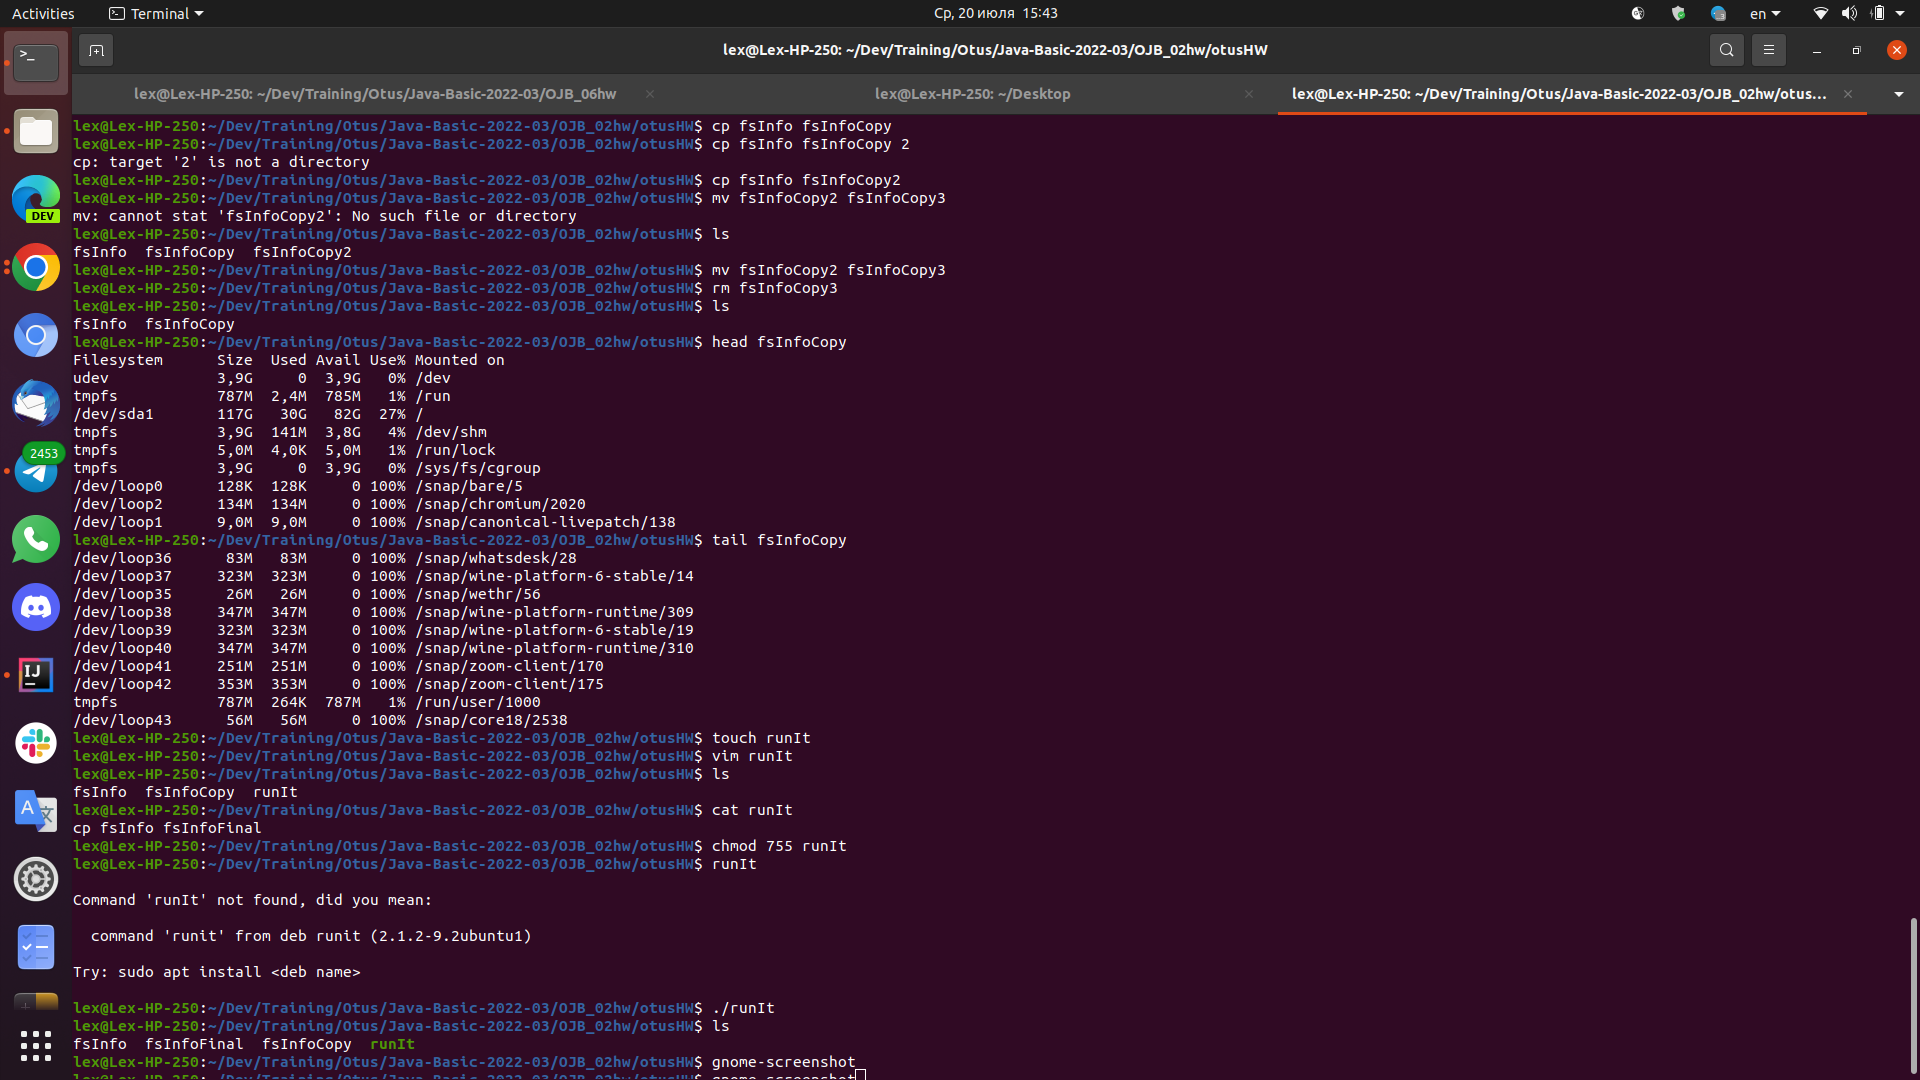 Activities Terminal Ср, 20 июля 15:43 en
lex@Lex-HP-250: ~/Dev/Training/Otus/Java-Basic-2022-03/OJB_02hw/otusHW
lex@Lex-HP-250: ~/Dev/Training/Otus/Java-Basic-2022-03/OJB_06hw lex@Lex-HP-250: ~/Desktop lex@Lex-HP-250: ~/Dev/Training/Otus/Java-Basic-2022-03/OJB_02hw/otus...
lex@Lex-HP-250:~/Dev/Training/Otus/Java-Basic-2022-03/OJB_02hw/otusHW$ cp fsInfo fsInfoCopy
lex@Lex-HP-250:~/Dev/Training/Otus/Java-Basic-2022-03/OJB_02hw/otusHW$ cp fsInfo fsInfoCopy 2
cp: target '2' is not a directory
lex@Lex-HP-250:~/Dev/Training/Otus/Java-Basic-2022-03/OJB_02hw/otusHW$ cp fsInfo fsInfoCopy2
lex@Lex-HP-250:~/Dev/Training/Otus/Java-Basic-2022-03/OJB_02hw/otusHW$ mv fsInfoCopy2 fsInfoCopy3
mv: cannot stat 'fsInfoCopy2': No such file or directory
lex@Lex-HP-250:~/Dev/Training/Otus/Java-Basic-2022-03/OJB_02hw/otusHW$ ls
fsInfo  fsInfoCopy  fsInfoCopy2
lex@Lex-HP-250:~/Dev/Training/Otus/Java-Basic-2022-03/OJB_02hw/otusHW$ mv fsInfoCopy2 fsInfoCopy3
lex@Lex-HP-250:~/Dev/Training/Otus/Java-Basic-2022-03/OJB_02hw/otusHW$ rm fsInfoCopy3
lex@Lex-HP-250:~/Dev/Training/Otus/Java-Basic-2022-03/OJB_02hw/otusHW$ ls
fsInfo  fsInfoCopy
lex@Lex-HP-250:~/Dev/Training/Otus/Java-Basic-2022-03/OJB_02hw/otusHW$ head fsInfoCopy
Filesystem      Size  Used Avail Use% Mounted on
udev            3,9G     0  3,9G   0% /dev
tmpfs           787M  2,4M  785M   1% /run
/dev/sda1       117G   30G   82G  27% /
tmpfs           3,9G  141M  3,8G   4% /dev/shm
tmpfs           5,0M  4,0K  5,0M   1% /run/lock
tmpfs           3,9G     0  3,9G   0% /sys/fs/cgroup
/dev/loop0      128K  128K     0 100% /snap/bare/5
/dev/loop2      134M  134M     0 100% /snap/chromium/2020
/dev/loop1      9,0M  9,0M     0 100% /snap/canonical-livepatch/138
lex@Lex-HP-250:~/Dev/Training/Otus/Java-Basic-2022-03/OJB_02hw/otusHW$ tail fsInfoCopy
/dev/loop36      83M   83M     0 100% /snap/whatsdesk/28
/dev/loop37     323M  323M     0 100% /snap/wine-platform-6-stable/14
/dev/loop35      26M   26M     0 100% /snap/wethr/56
/dev/loop38     347M  347M     0 100% /snap/wine-platform-runtime/309
/dev/loop39     323M  323M     0 100% /snap/wine-platform-6-stable/19
/dev/loop40     347M  347M     0 100% /snap/wine-platform-runtime/310
/dev/loop41     251M  251M     0 100% /snap/zoom-client/170
/dev/loop42     353M  353M     0 100% /snap/zoom-client/175
tmpfs           787M  264K  787M   1% /run/user/1000
/dev/loop43      56M   56M     0 100% /snap/core18/2538
lex@Lex-HP-250:~/Dev/Training/Otus/Java-Basic-2022-03/OJB_02hw/otusHW$ touch runIt
lex@Lex-HP-250:~/Dev/Training/Otus/Java-Basic-2022-03/OJB_02hw/otusHW$ vim runIt
lex@Lex-HP-250:~/Dev/Training/Otus/Java-Basic-2022-03/OJB_02hw/otusHW$ ls
fsInfo  fsInfoCopy  runIt
lex@Lex-HP-250:~/Dev/Training/Otus/Java-Basic-2022-03/OJB_02hw/otusHW$ cat runIt
cp fsInfo fsInfoFinal
lex@Lex-HP-250:~/Dev/Training/Otus/Java-Basic-2022-03/OJB_02hw/otusHW$ chmod 755 runIt
lex@Lex-HP-250:~/Dev/Training/Otus/Java-Basic-2022-03/OJB_02hw/otusHW$ runIt
Command 'runIt' not found, did you mean:
command 'runit' from deb runit (2.1.2-9.2ubuntu1)
Try: sudo apt install <deb name>
lex@Lex-HP-250:~/Dev/Training/Otus/Java-Basic-2022-03/OJB_02hw/otusHW$ ./runIt
lex@Lex-HP-250:~/Dev/Training/Otus/Java-Basic-2022-03/OJB_02hw/otusHW$ ls
fsInfo  fsInfoFinal  fsInfoCopy  runIt
lex@Lex-HP-250:~/Dev/Training/Otus/Java-Basic-2022-03/OJB_02hw/otusHW$ gnome-screenshot
lex@Lex-HP-250:~/Dev/Training/Otus/Java-Basic-2022-03/OJB_02hw/otusHW$ gnome-screenshot
DEV
2453
IJ
A